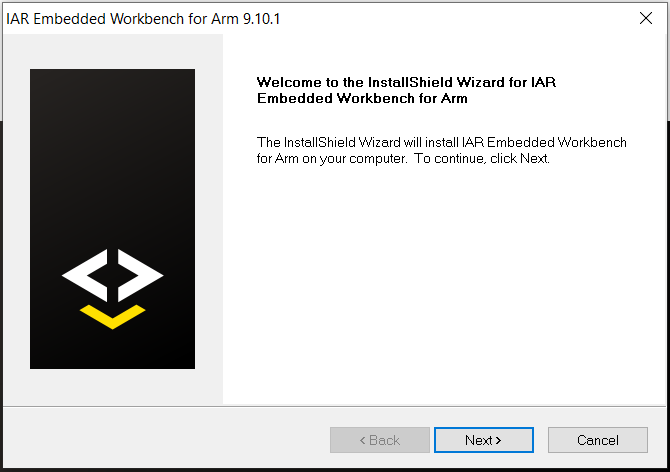 IAR Embedded Workbench for Arm 9.10.1
Welcome to the InstallShield Wizard for IAR
Embedded Workbench for Arm
The InstallShield Wizard will install IAR Embedded Workbench
for Arm on your computer.  To continue, click Next.
< Back
Next >
Cancel